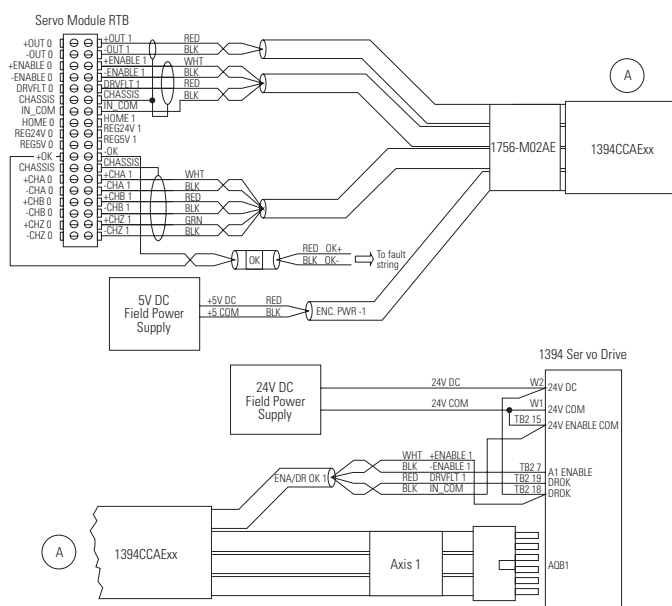 Servo Module RTB
+OUT 0
-OUT 0
+ENABLE 0
-ENABLE 0
DRVFLT 0
CHASSIS
IN_COM
HOME 0
REG24V 0
REG5V 0
+OK
CHASSIS
+CHA 0
-CHA 0
+CHB 0
-CHB 0
+CHZ 0
-CHZ 0
+OUT 1
-OUT 1
+ENABLE 1
-ENABLE 1
DRVFLT 1
CHASSIS
IN_COM
HOME 1
REG24V 1
REG5V 1
-OK
CHASSIS
+CHA 1
-CHA 1
+CHB 1
-CHB 1
+CHZ 1
-CHZ 1
RED
BLK
WHT
BLK
RED
BLK
WHT
BLK
RED
BLK
GRN
BLK
A
1756-M02AE
1394CCAExx
OK
RED OK+
BLK OK-
To fault
string
5V DC
Field Power
Supply
+5V DC RED
+5 COM BLK
ENC. PWR -1
1394 Ser vo Drive
24V DC
Field Power
Supply
24V DC W2 24V DC
24V COM W1 24V COM
TB2 15 24V ENABLE COM
ENA/DR OK 1
WHT +ENABLE 1
BLK -ENABLE 1 TB2 7 A1 ENABLE
RED DRVFLT 1 TB2 19 DROK
BLK IN_COM TB2 18 DROK
A
1394CCAExx
Axis 1
AQB1